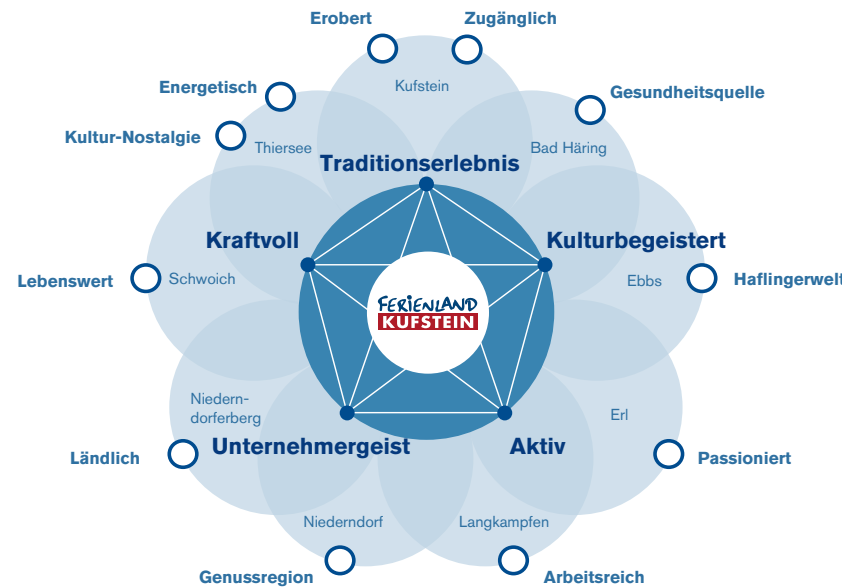 Erobert
Zugänglich
Energetisch
Kufstein
Gesundheitsquelle
Kultur-Nostalgie
Thiersee
Bad Häring
Traditionserlebnis
Kraftvoll
Kulturbegeistert
Lebenswert
Schwoich
Ebbs
Haflingerwelt
FERiENLAND
KUFSTEIN
Niedern-
dorferberg
Erl
Ländlich
Unternehmergeist
Aktiv
Passioniert
Niederndorf
Langkampfen
Genussregion
Arbeitsreich